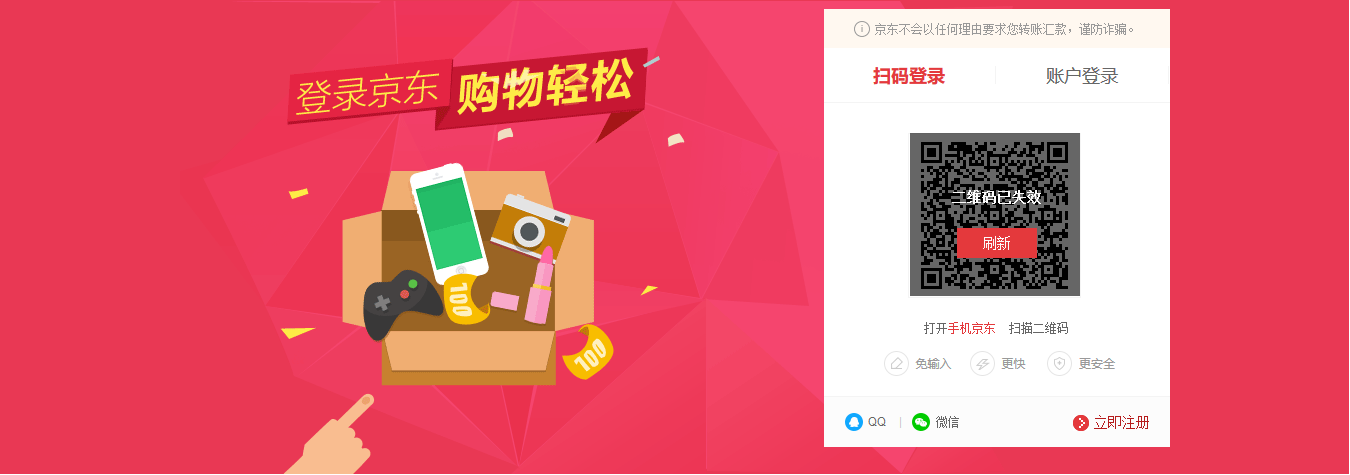 登录京东
购物轻松
100
100
京东不会以任何理由要求您转账汇款，谨防诈骗。
扫码登录
账户登录
二维码已失效
刷新
打开手机京东 扫描二维码
免输入
更快
更安全
QQ
微信
立即注册